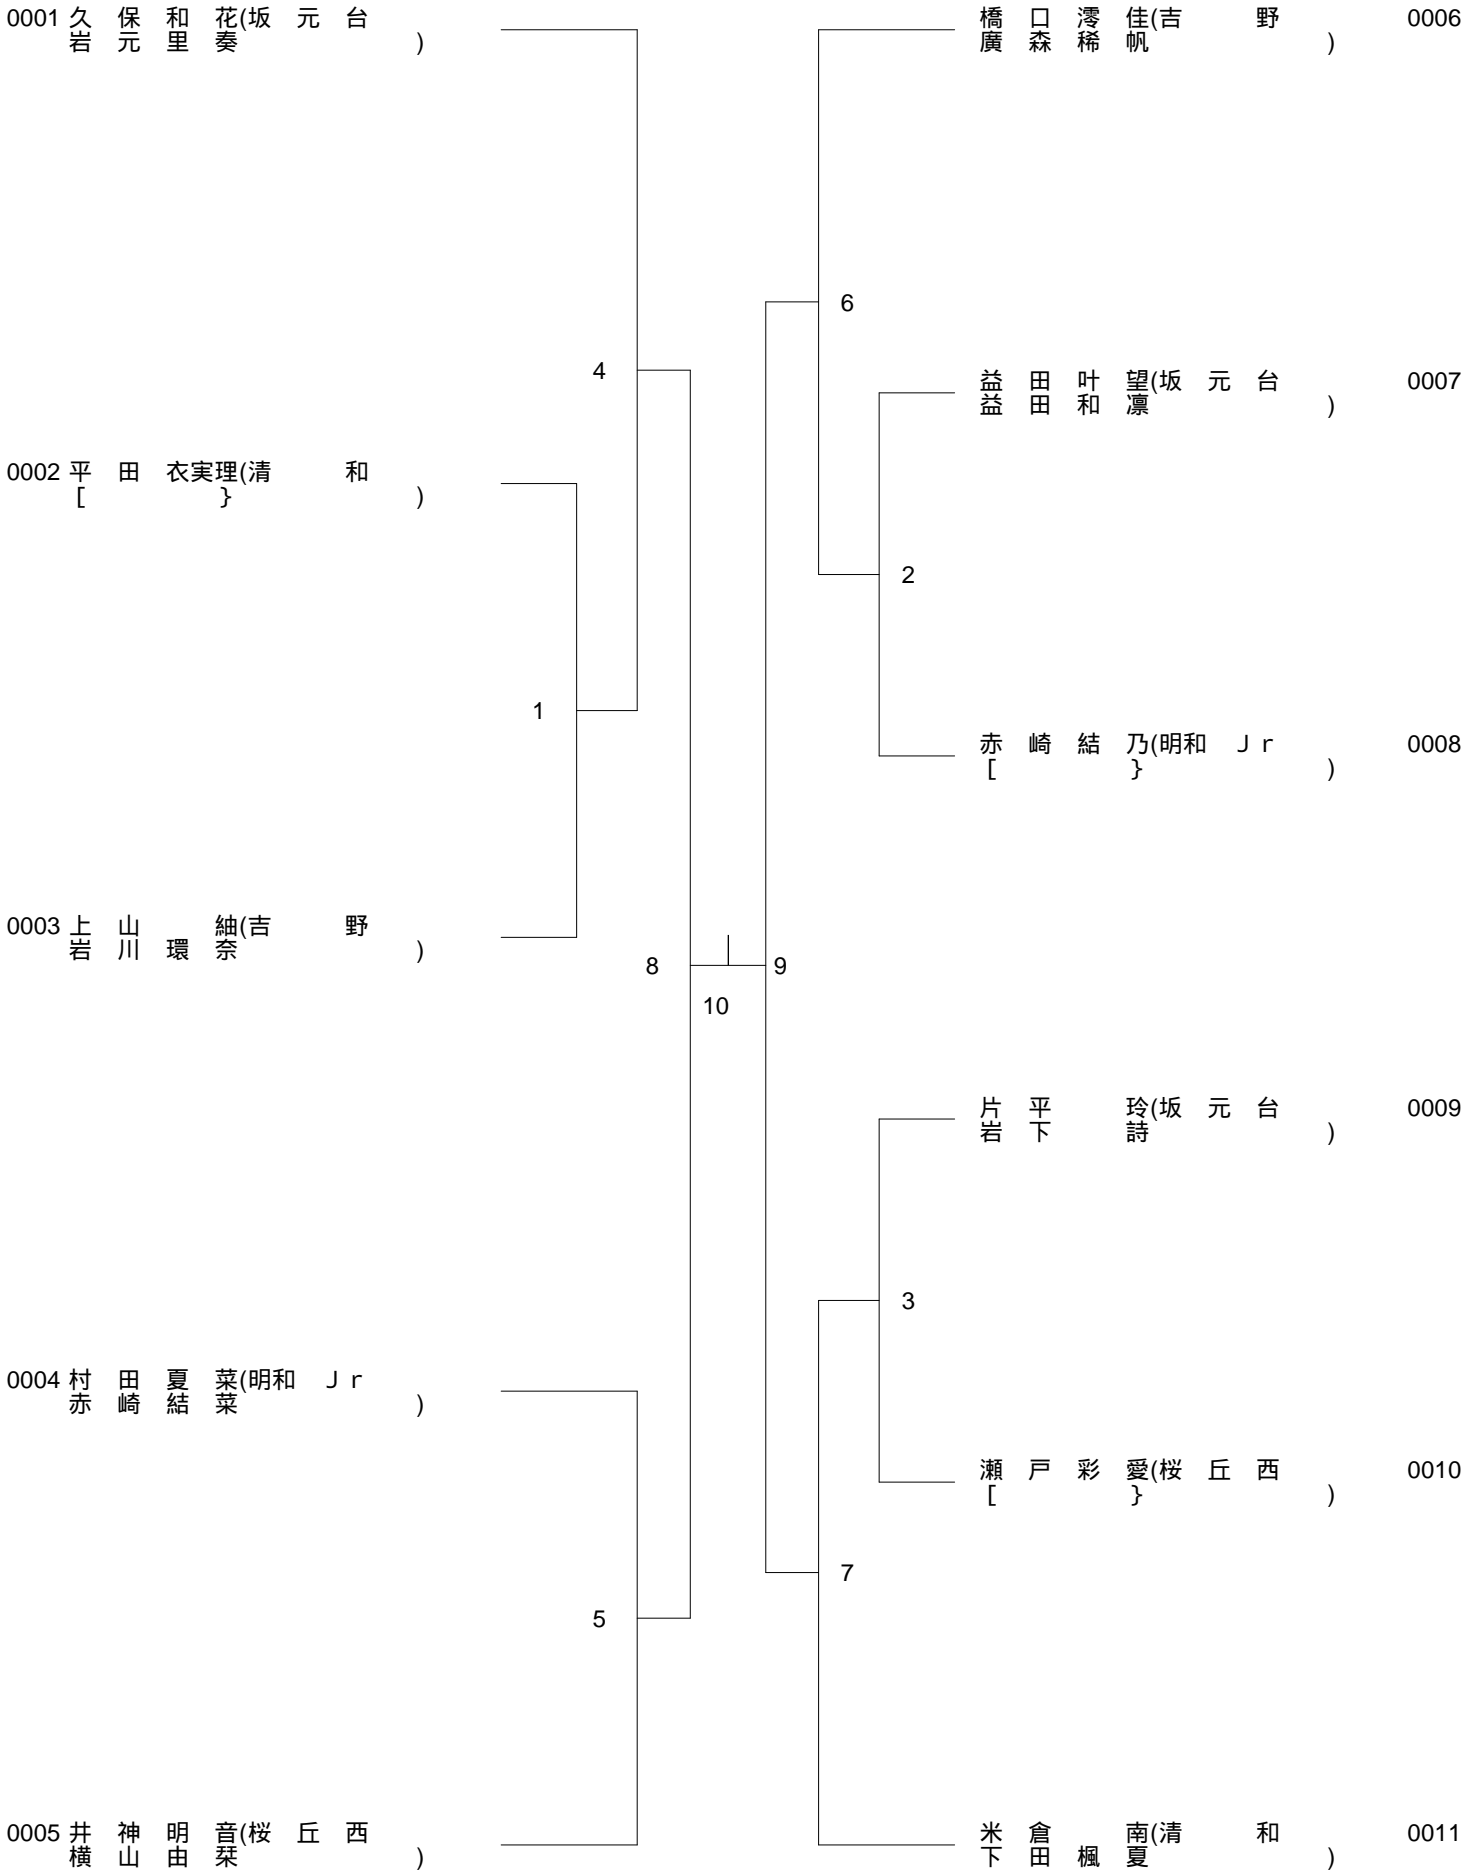 0001 久 保 和 花(坂 元 台
岩 元 里 奏 )
4
0002 平 田 衣実理(清 和
[ } )
1
0003 上 山 紬(吉 野
岩 川 環 奈 )
8
10
0004 村 田 夏 菜(明和 Ｊｒ
赤 崎 結 菜 )
5
0005 井 神 明 音(桜 丘 西
横 山 由 栞 )
橋 口 澪 佳(吉 野 0006
廣 森 稀 帆 )
6
益 田 叶 望(坂 元 台 0007
益 田 和 凛 )
2
赤 崎 結 乃(明和 Ｊｒ 0008
[ } )
9
片 平 玲(坂 元 台 0009
岩 下 詩 )
3
瀬 戸 彩 愛(桜 丘 西 0010
[ } )
7
米 倉 南(清 和 0011
下 田 楓 夏 )